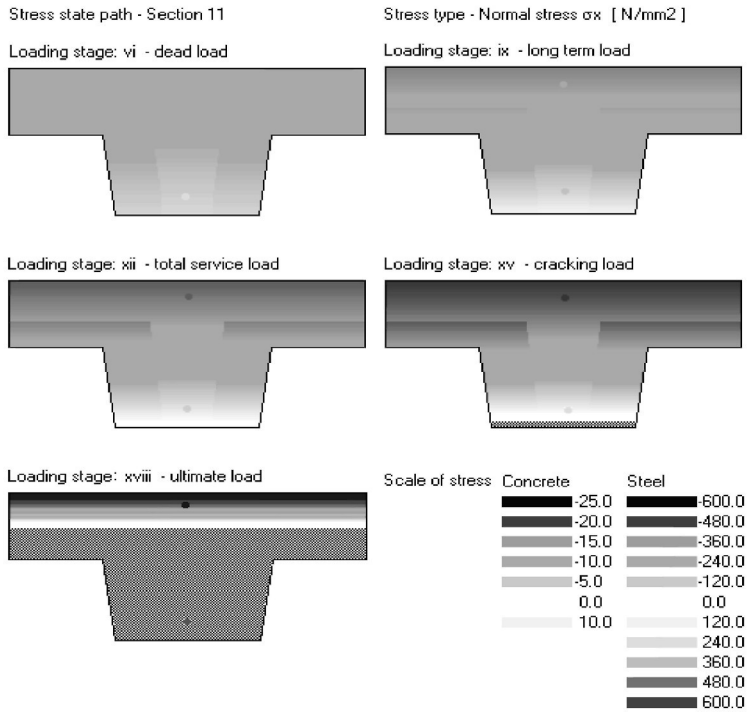 Stress state path - Section 11
Stress type - Normal stress σx [ N/mm2 ]
Loading stage: vi - dead load
Loading stage: ix - long term load
Loading stage: xii - total service load
Loading stage: xv - cracking load
Loading stage: xviii - ultimate load
Scale of stress Concrete Steel
-25.0 -600.0
-20.0 -480.0
-15.0 -360.0
-10.0 -240.0
-5.0 -120.0
0.0 0.0
10.0 120.0
240.0
360.0
480.0
600.0